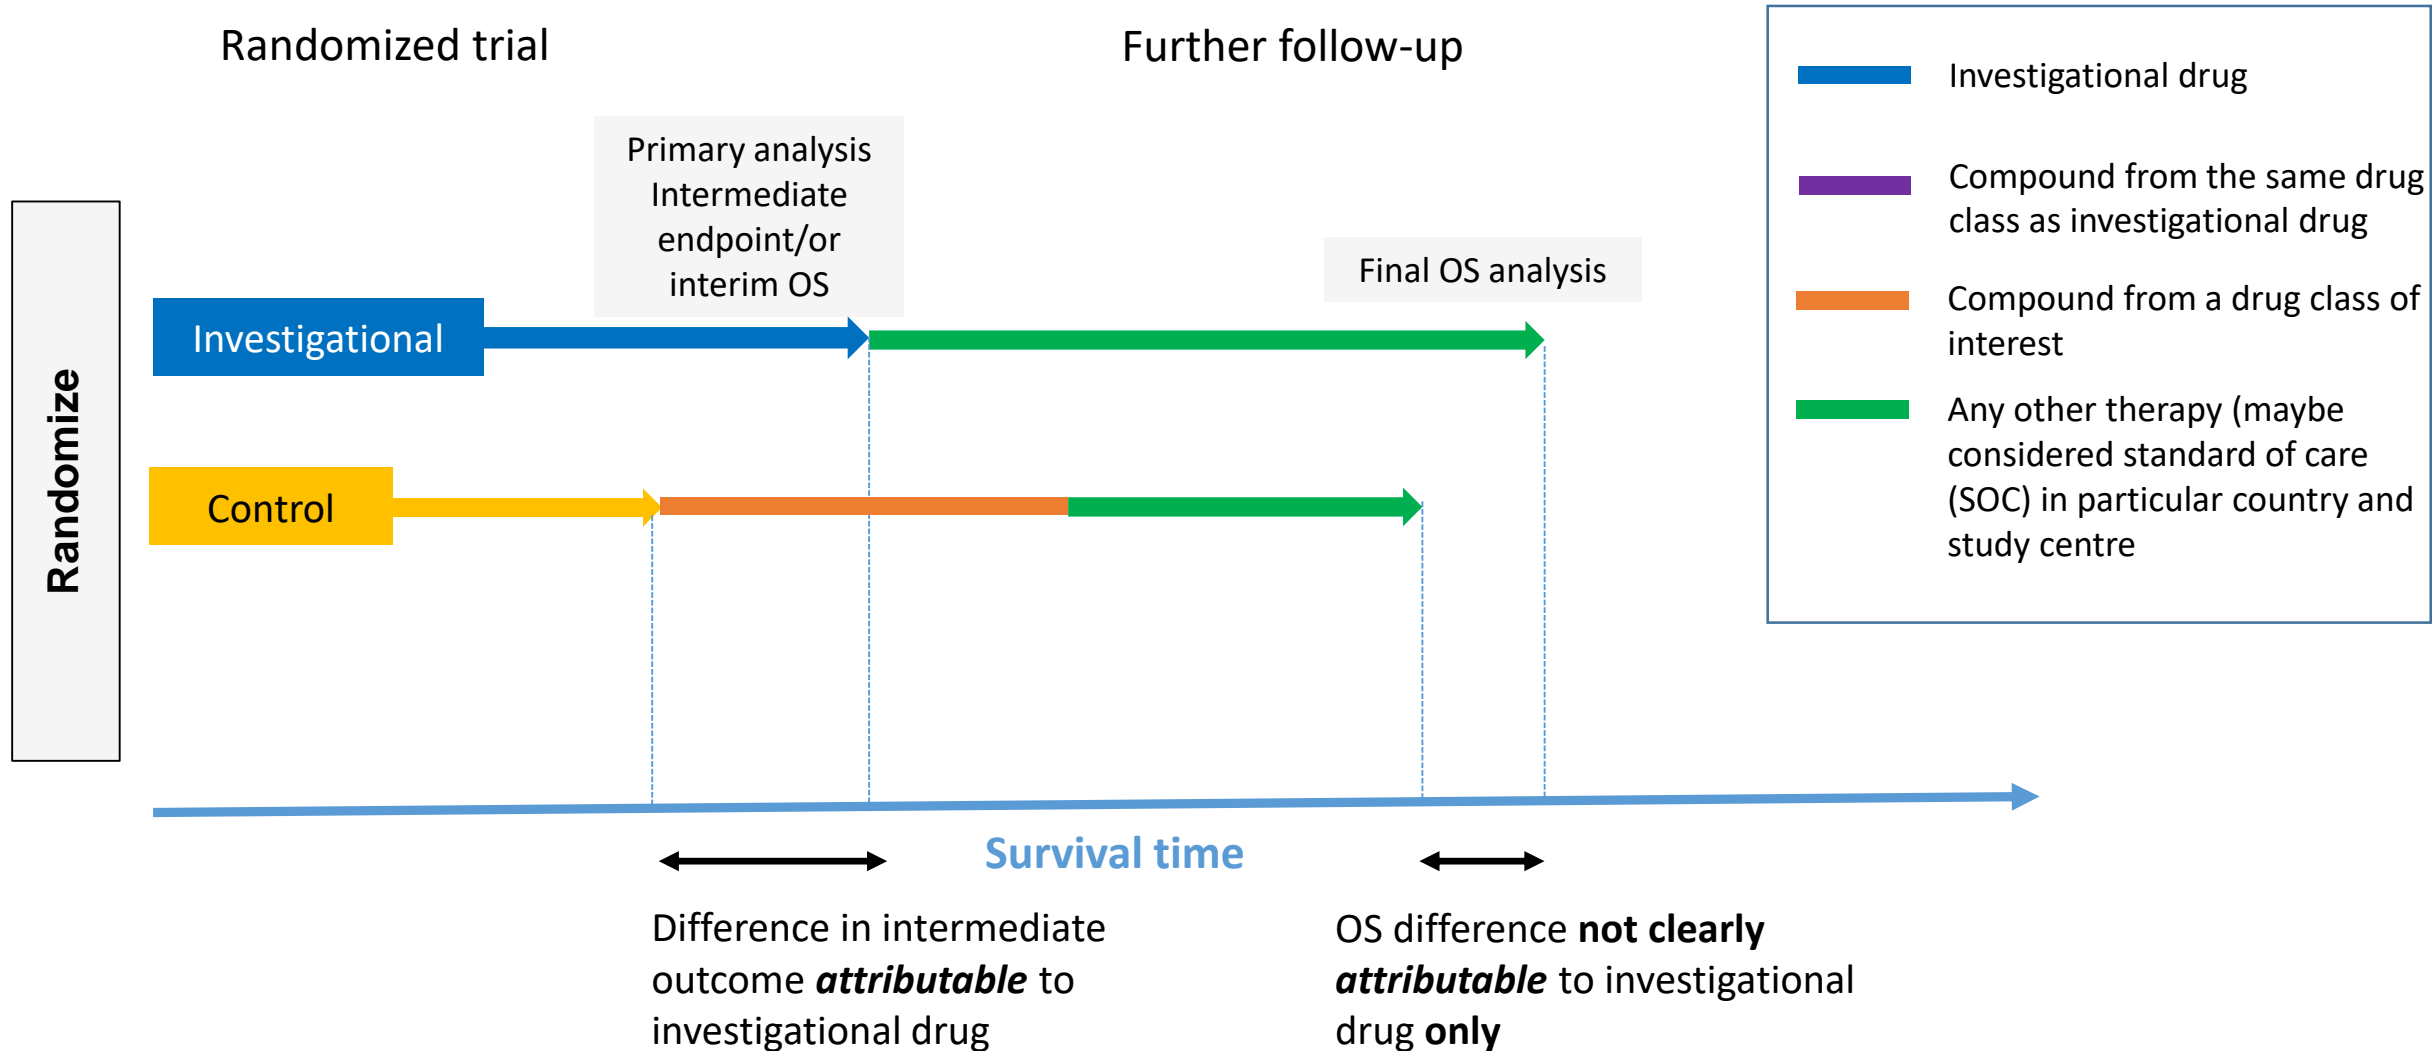 Randomized trial
Further follow-up
Primary analysis
Intermediate
endpoint/or
interim OS
Final OS analysis
Randomize
Investigational
Control
Investigational drug
Compound from the same drug
class as investigational drug
Compound from a drug class of
interest
Any other therapy (maybe
considered standard of care
(SOC) in particular country and
study centre
Survival time
Difference in intermediate
outcome attributable to
investigational drug
OS difference not clearly
attributable to investigational
drug only